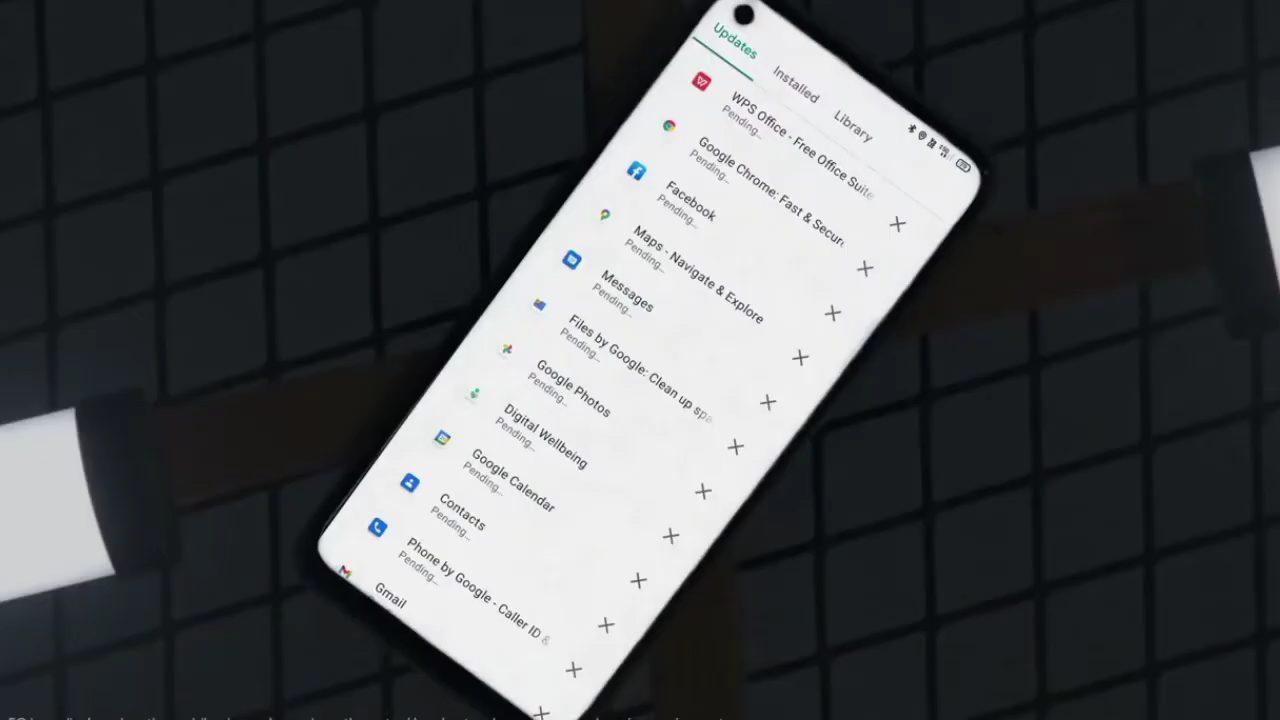 Updates
Installed
Library
WPS Office - Free Office Suite
Pending...
Google Chrome: Fast & Secure
Pending...
Facebook
Pending...
Maps - Navigate & Explore
Pending...
Messages
Pending...
Files by Google: Clean up spa
Pending...
Google Photos
Pending...
Digital Wellbeing
Pending...
Google Calendar
Pending...
Contacts
Pending...
Phone by Google - Caller ID &
Pending...
Gmail